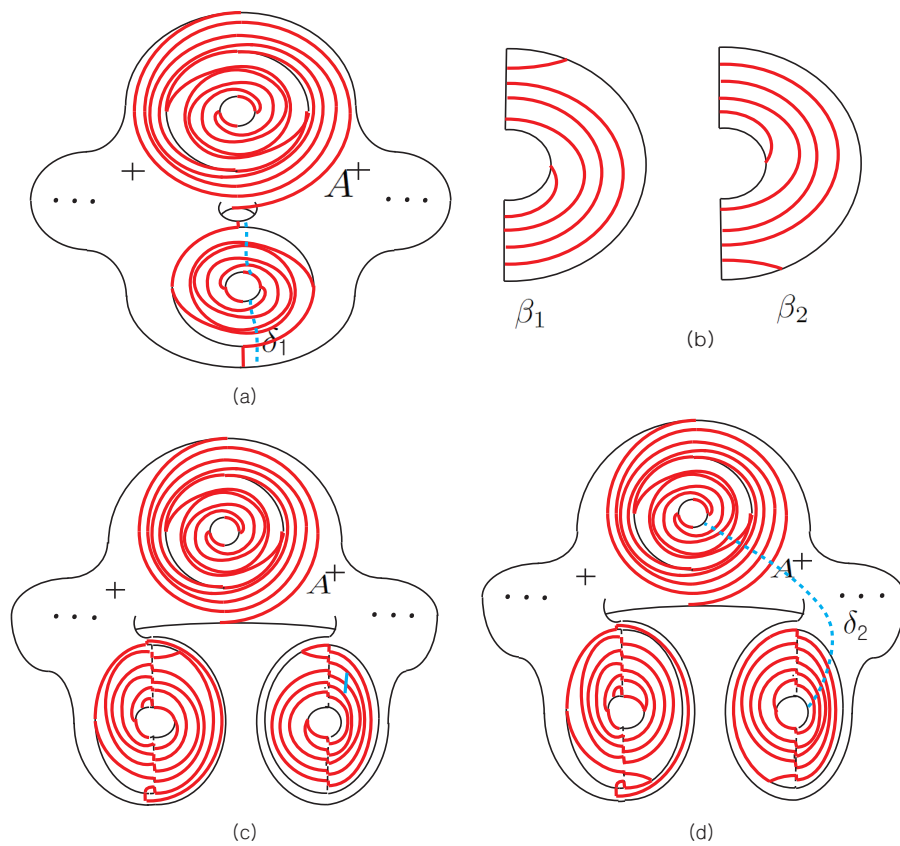 + A⁺
· · · · · ·
δ₁
(a)
β₁ β₂
(b)
+ A⁺
· · · · · · ·
(c)
+ A⁺
· · · · · · ·
δ₂
(d)